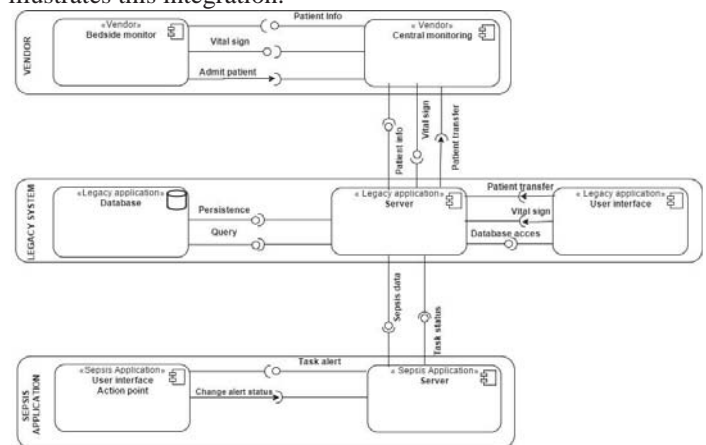 illustrates this integration.
VENDOR
«Vendor»
Bedside monitor
Patient Info
Vital sign
Admit patient
« Vendor»
Central monitoring
Patient info
Vital sign
Patient transfer
LEGACY SYSTEM
«Legacy application»
Database
Persistence
Query
« Legacy application»
Server
Patient transfer
Vital sign
Database acces
« Legacy application»
User interface
Sepsis data
Task status
SEPSIS
APPLICATION
«Sepsis Application»
User interface
Action point
Task alert
Change alert status
« Sepsis Application»
Server